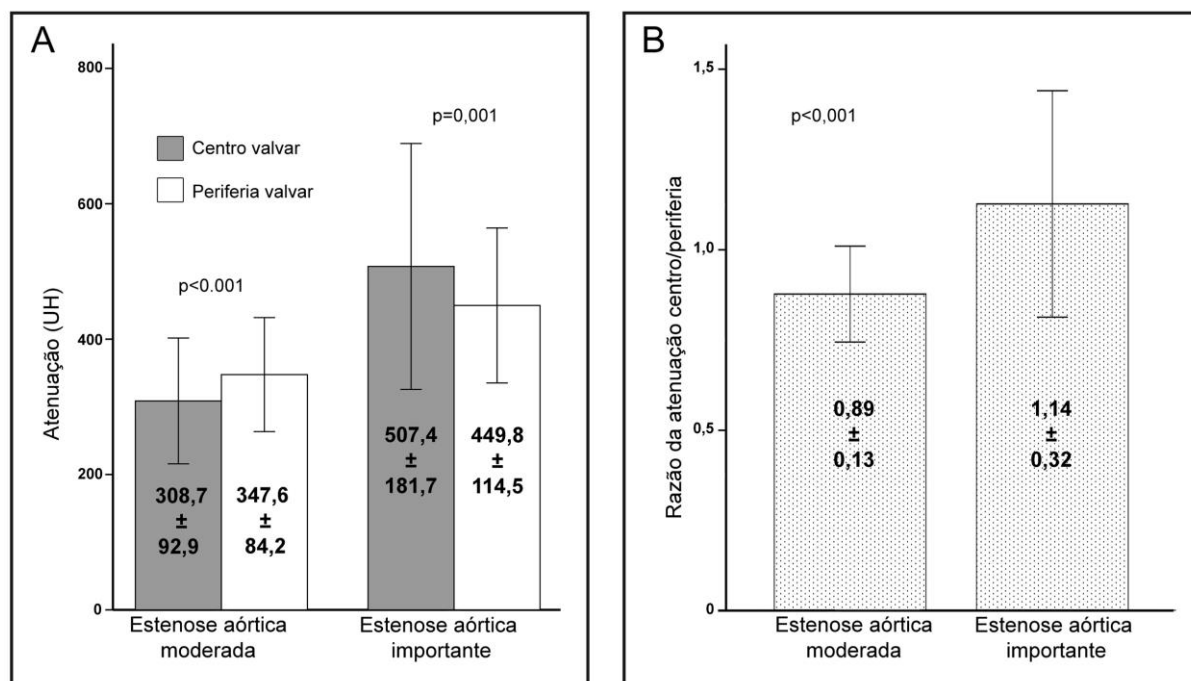 A
Atenuação (UH)
800
600
400
200
0
Centro valvar
Periferia valvar
p<0.001
p=0,001
308,7
±
92,9
347,6
±
84,2
507,4
±
181,7
449,8
±
114,5
Estenose aórtica
moderada
Estenose aórtica
importante
B
Razão da atenuação centro/periferia
1,5
1,0
0,5
0
p<0,001
0,89
±
0,13
1,14
±
0,32
Estenose aórtica
moderada
Estenose aórtica
importante